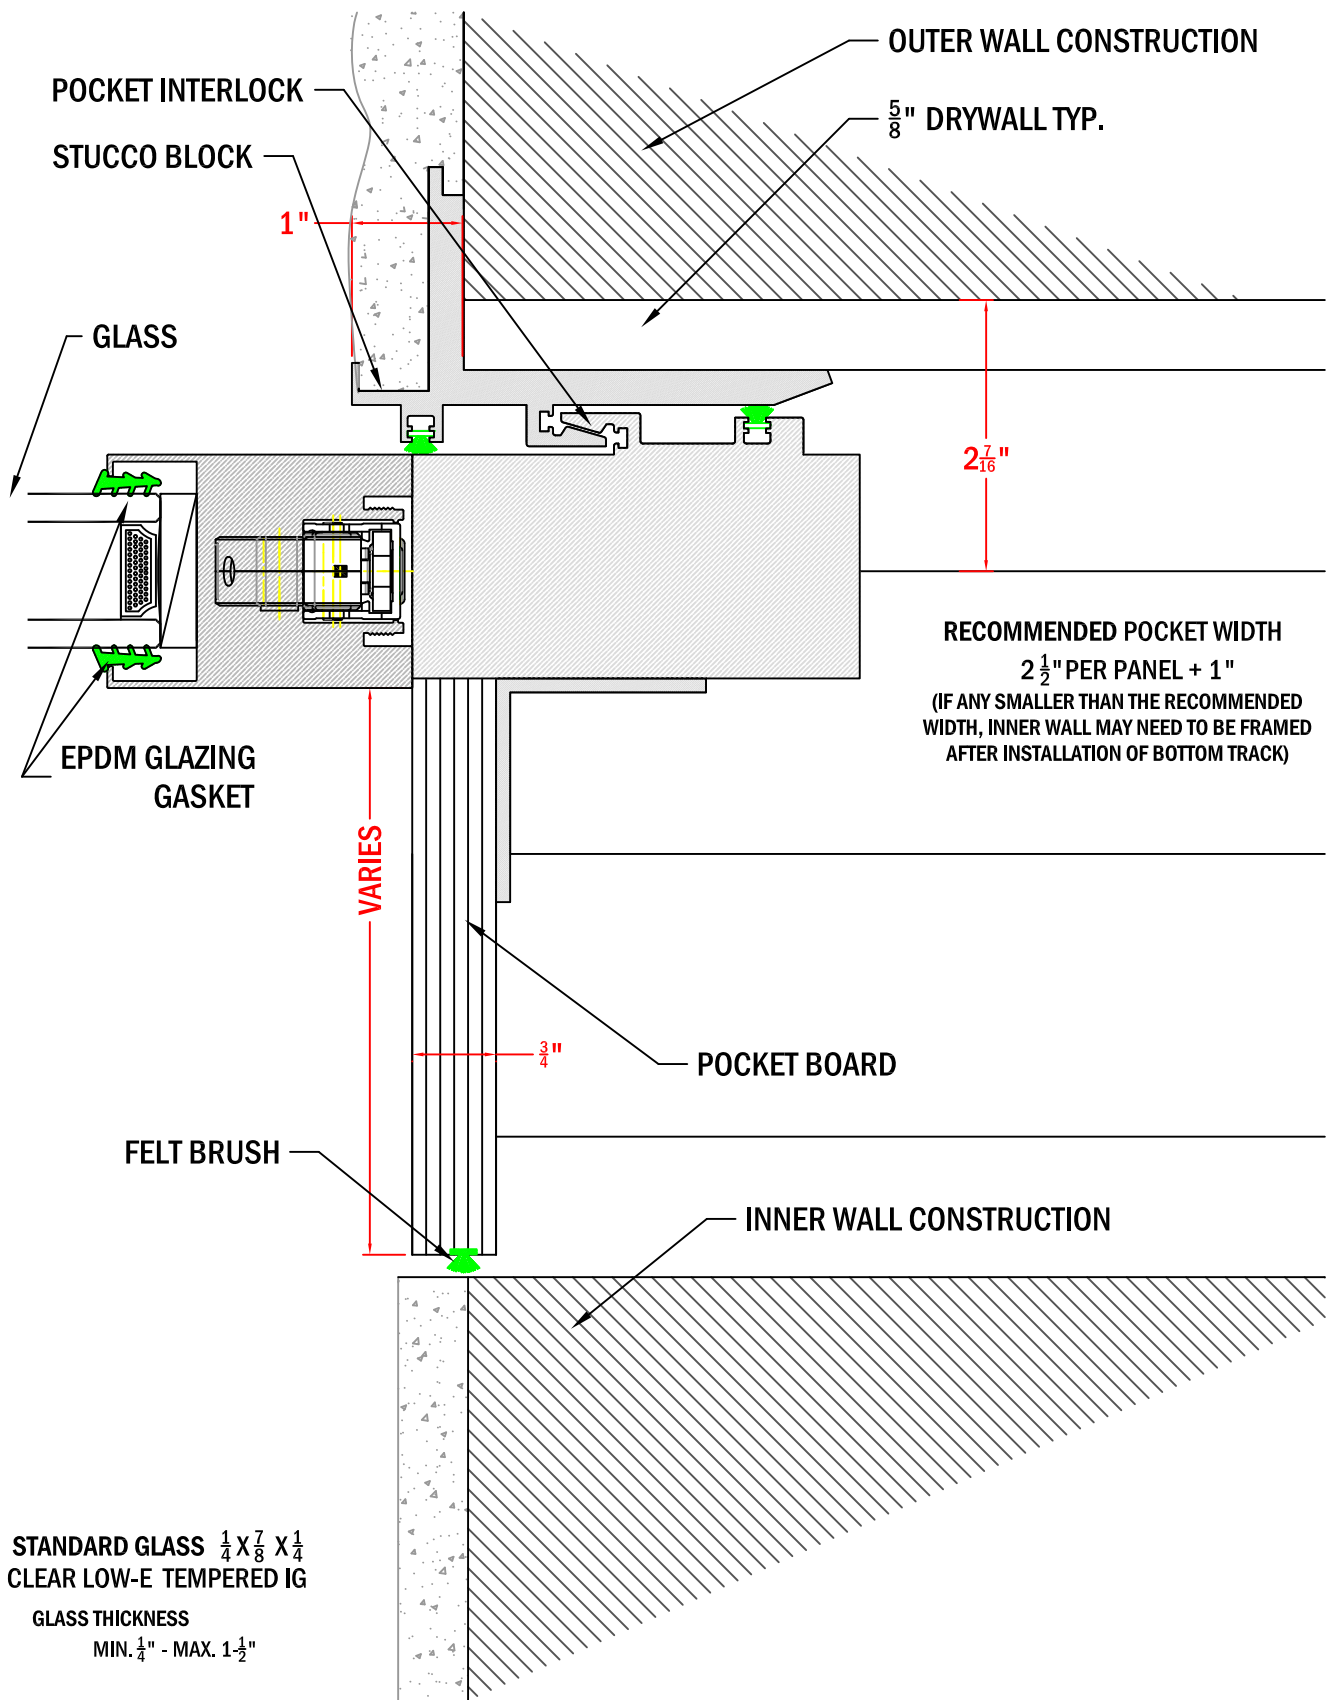 OUTER WALL CONSTRUCTION
POCKET INTERLOCK
5/8" DRYWALL TYP.
STUCCO BLOCK
1"
GLASS
2 7/16"
RECOMMENDED POCKET WIDTH
2 1/2" PER PANEL + 1"
(IF ANY SMALLER THAN THE RECOMMENDED
WIDTH, INNER WALL MAY NEED TO BE FRAMED
AFTER INSTALLATION OF BOTTOM TRACK)
EPDM GLAZING
GASKET
VARIES
3/4"
POCKET BOARD
FELT BRUSH
INNER WALL CONSTRUCTION
STANDARD GLASS 1/4 X 7/8 X 1/4
CLEAR LOW-E TEMPERED IG
GLASS THICKNESS
MIN. 1/4" - MAX. 1-1/2"